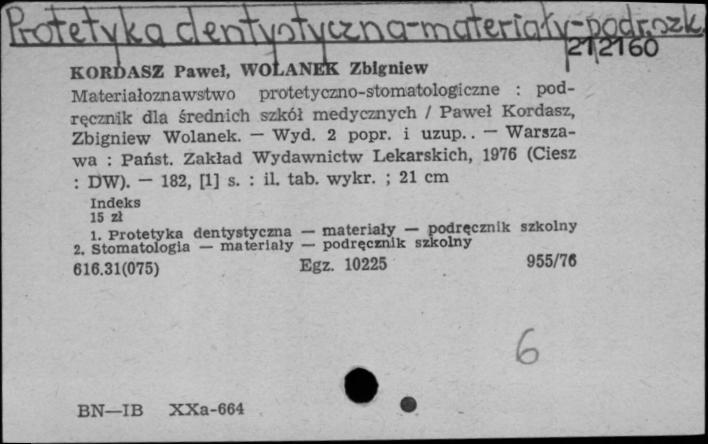 Protetyka dentystyczna-materiały-podr.szk.
212160
KORDASZ Paweł, WOLANEK Zbigniew
Materiałoznawstwo protetyczno-stomatologiczne : pod-
ręcznik dla średnich szkół medycznych / Paweł Kordasz,
Zbigniew Wolanek. — Wyd. 2 popr. i uzup.. — Warsza-
wa : Państ. Zakład Wydawnictw Lekarskich, 1976 (Ciesz
: DW). — 182, [1] s. : il. tab. wykr. ; 21 cm
Indeks
15 zł
1. Protetyka dentystyczna — materiały — podręcznik szkolny
2. Stomatologia — materiały — podręcznik szkolny
616.31(075) Egz. 10225 955/76
6
BN—IB XXa-664